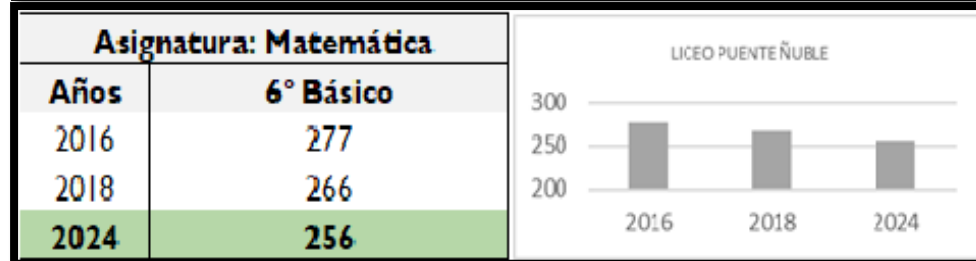 Asignatura: Matemática
Años 6° Básico
2016 277
2018 266
2024 256
LICEO PUENTE ÑUBLE
300
250
200
2016 2018 2024